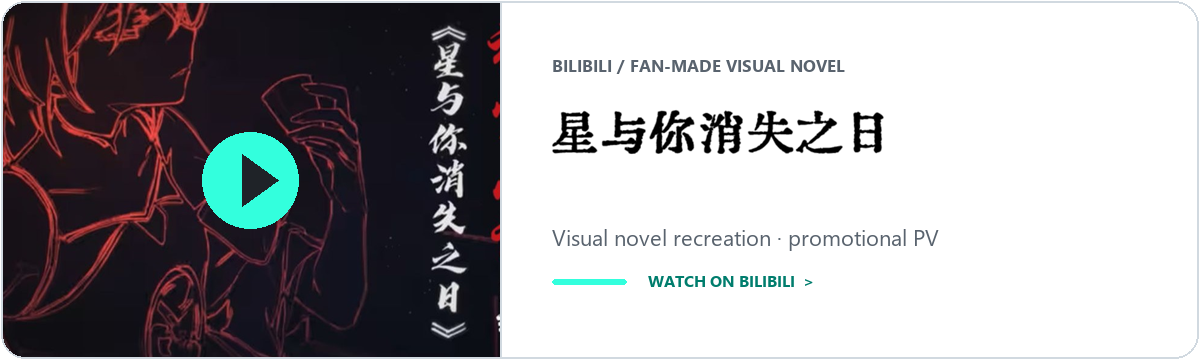 《星与你消失之日》
BILIBILI / FAN-MADE VISUAL NOVEL
星与你消失之日
Visual novel recreation · promotional PV
WATCH ON BILIBILI >